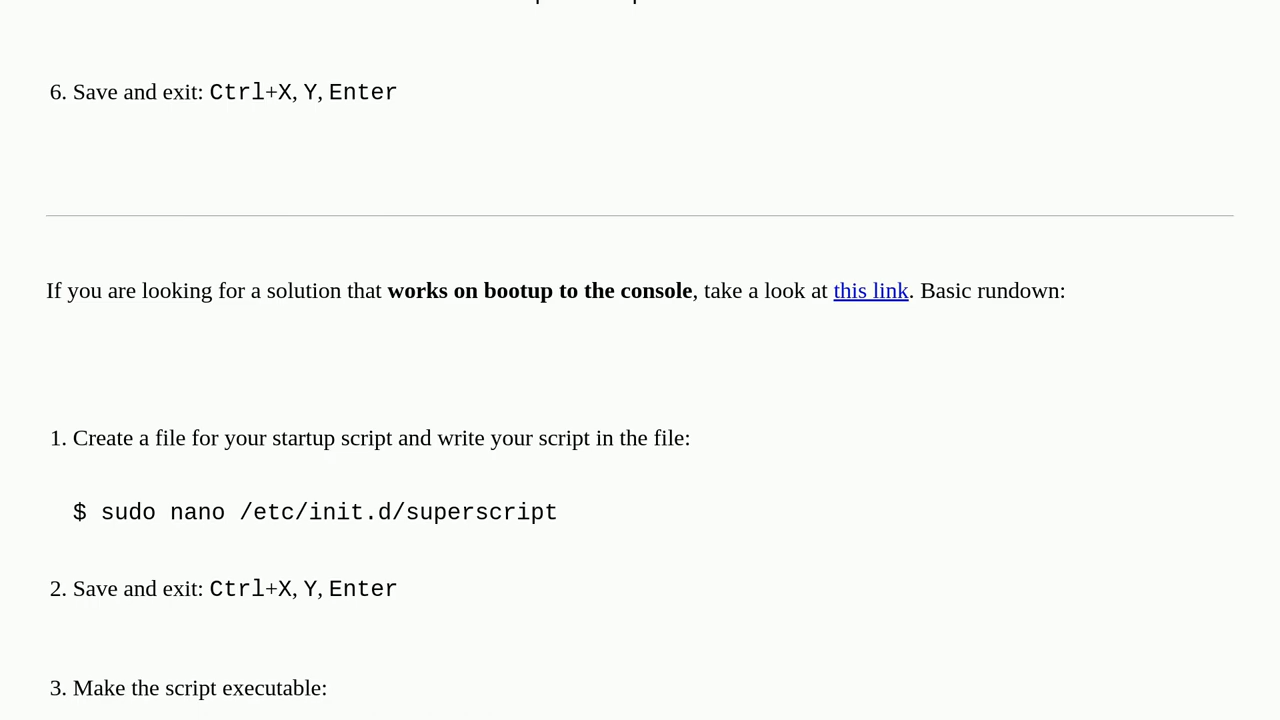 6. Save and exit: Ctrl+X, Y, Enter
If you are looking for a solution that works on bootup to the console, take a look at this link. Basic rundown:
1. Create a file for your startup script and write your script in the file:
$ sudo nano /etc/init.d/superscript
2. Save and exit: Ctrl+X, Y, Enter
3. Make the script executable: